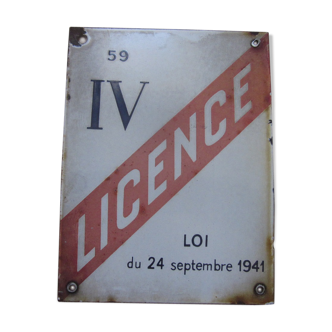 59
IV
LICENCE
LOI
du 24 septembre 1941